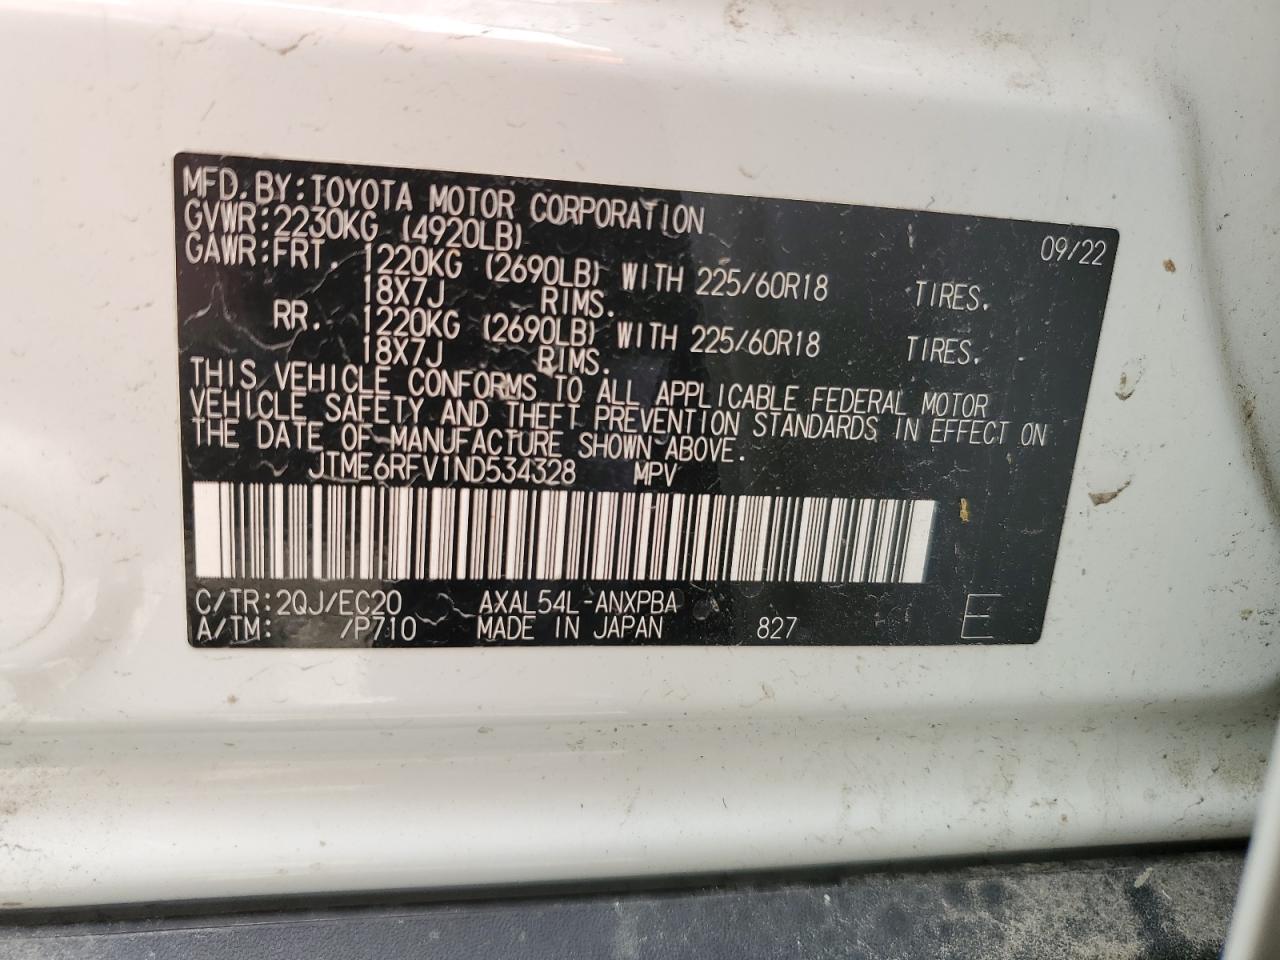 MFD. BY: TOYOTA MOTOR CORPORATION 09/22
GVWR: 2230KG (4920LB)
GAWR: FRT. 1220KG (2690LB) WITH 225/60R18 TIRES.
18X7J RIMS.
RR. 1220KG (2690LB) WITH 225/60R18 TIRES.
18X7J RIMS.
THIS VEHICLE CONFORMS TO ALL APPLICABLE FEDERAL MOTOR
VEHICLE SAFETY AND THEFT PREVENTION STANDARDS IN EFFECT ON
THE DATE OF MANUFACTURE SHOWN ABOVE.
JTME6RFV1ND534328 MPV
C/TR: 2QJ/EC20 AXAL54L-ANXPBA
A/TM: /P710 MADE IN JAPAN 827 E